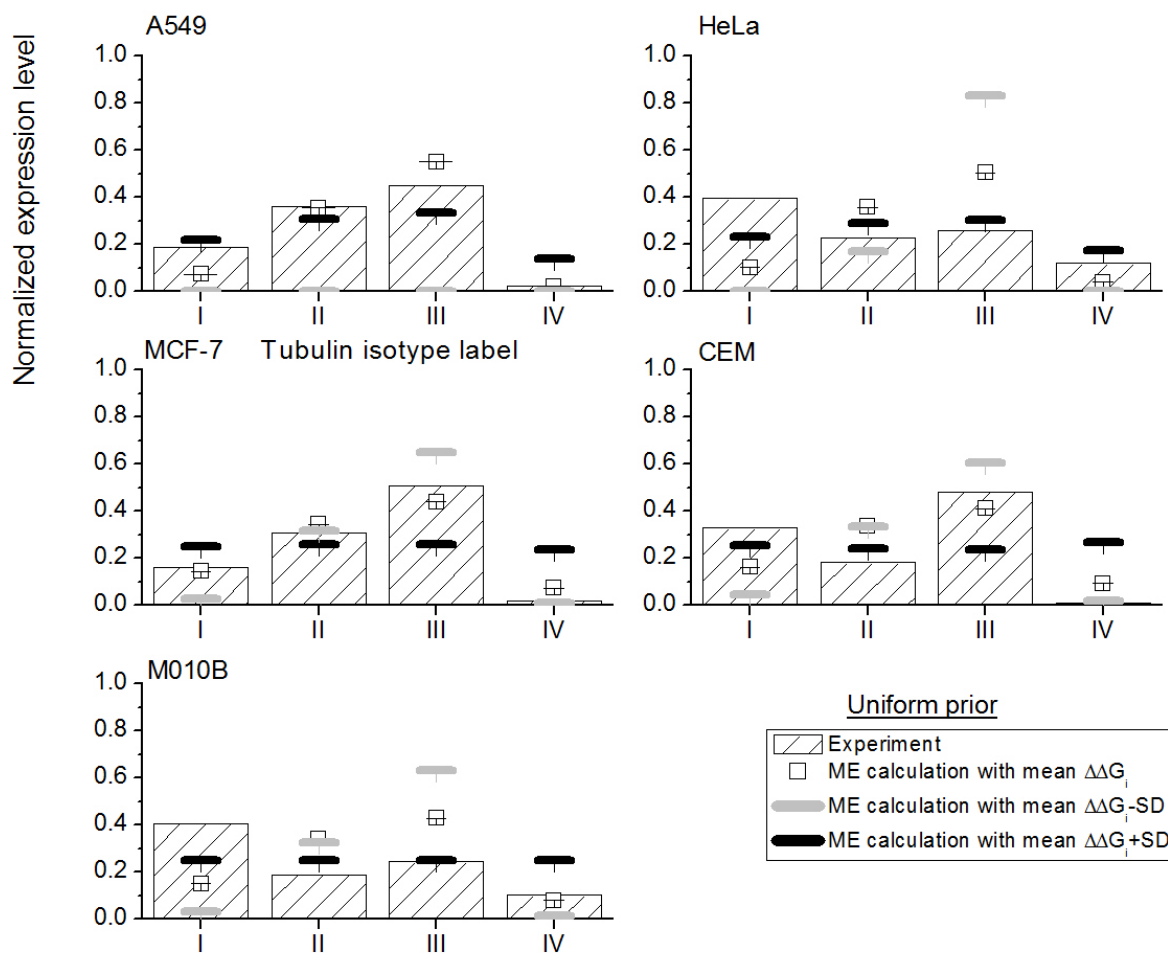 Normalized expression level
A549
1.0
0.8
0.6
0.4
0.2
0.0
I II III IV
HeLa
1.0
0.8
0.6
0.4
0.2
0.0
I II III IV
MCF-7 Tubulin isotype label
1.0
0.8
0.6
0.4
0.2
0.0
I II III IV
CEM
1.0
0.8
0.6
0.4
0.2
0.0
I II III IV
M010B
1.0
0.8
0.6
0.4
0.2
0.0
I II III IV
Uniform prior
Experiment
ME calculation with mean ΔΔGi
ME calculation with mean ΔΔGi-SD
ME calculation with mean ΔΔGi+SD